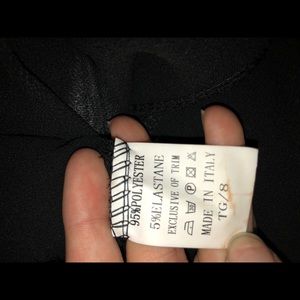 95%POLYESTER
5%ELASTANE
EXCLUSIVE OF TRIM
MADE IN ITALY
TG/8